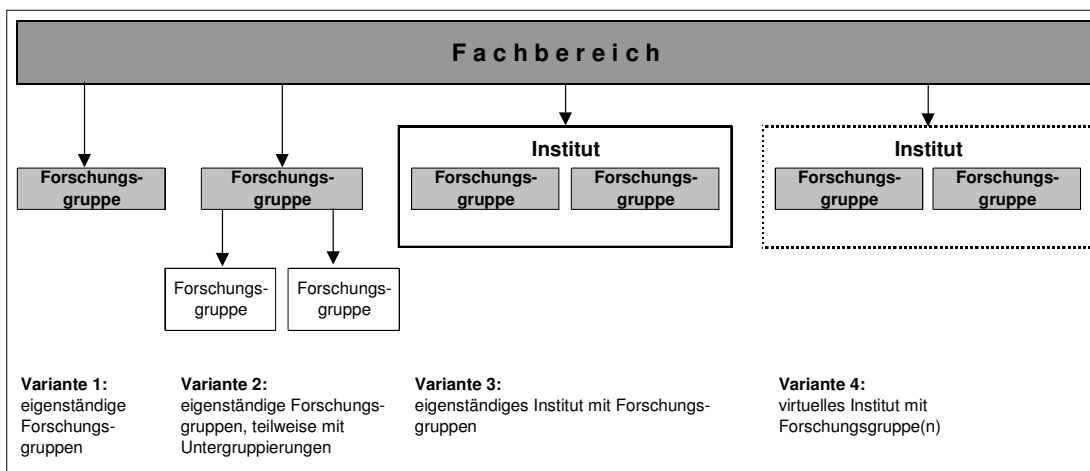 Fachbereich
Forschungs-
gruppe
Forschungs-
gruppe
Forschungs-
gruppe
Forschungs-
gruppe
Institut
Forschungs-
gruppe
Forschungs-
gruppe
Institut
Forschungs-
gruppe
Forschungs-
gruppe
Variante 1:
eigenständige
Forschungs-
gruppen
Variante 2:
eigenständige Forschungs-
gruppen, teilweise mit
Untergruppierungen
Variante 3:
eigenständiges Institut mit Forschungs-
gruppen
Variante 4:
virtuelles Institut mit
Forschungsgruppe(n)